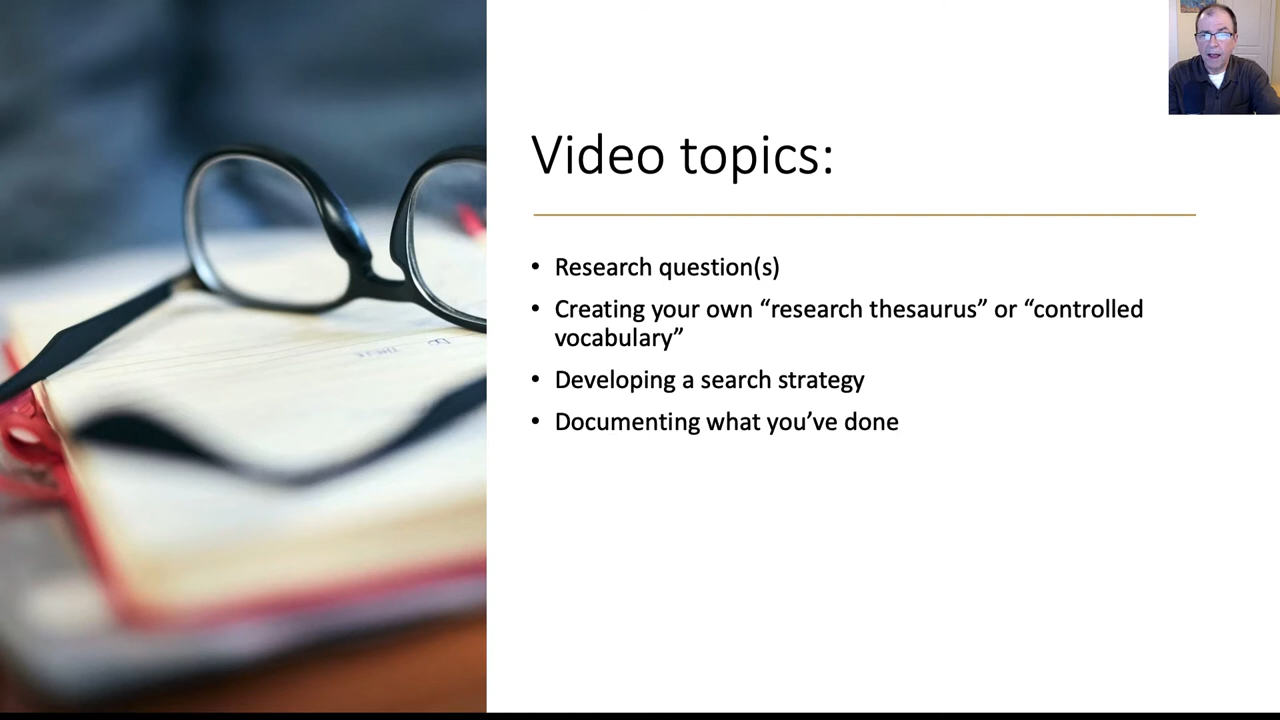 Video topics:
• Research question(s)
• Creating your own “research thesaurus” or “controlled
vocabulary”
• Developing a search strategy
• Documenting what you’ve done